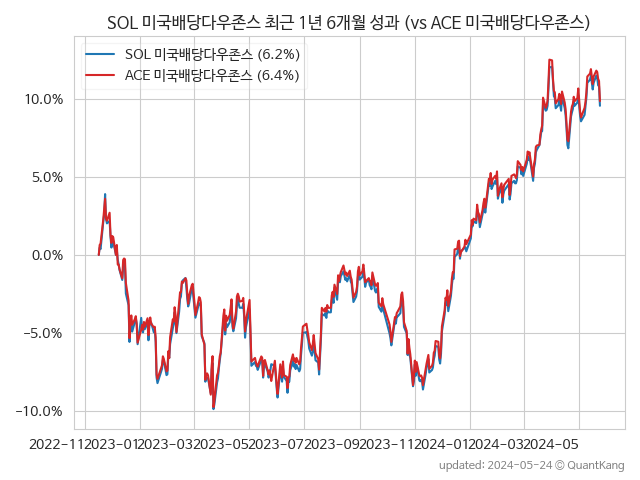 SOL 미국배당다우존스 최근 1년 6개월 성과 (vs ACE 미국배당다우존스)
SOL 미국배당다우존스 (6.2%)
ACE 미국배당다우존스 (6.4%)
10.0%
5.0%
0.0%
−5.0%
−10.0%
2022-11 2023-01 2023-03 2023-05 2023-07 2023-09 2023-11 2024-01 2024-03 2024-05
updated: 2024-05-24 © QuantKang